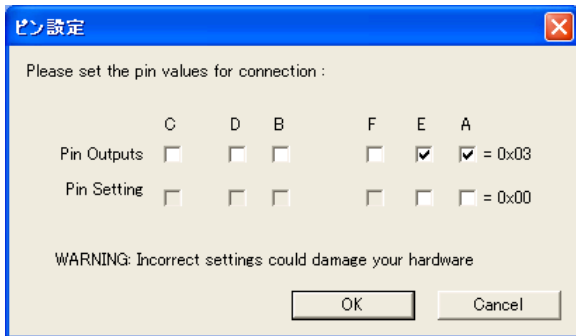 ピン設定
Please set the pin values for connection :
C D B F E A
Pin Outputs = 0x03
Pin Setting = 0x00
WARNING: Incorrect settings could damage your hardware
OK Cancel